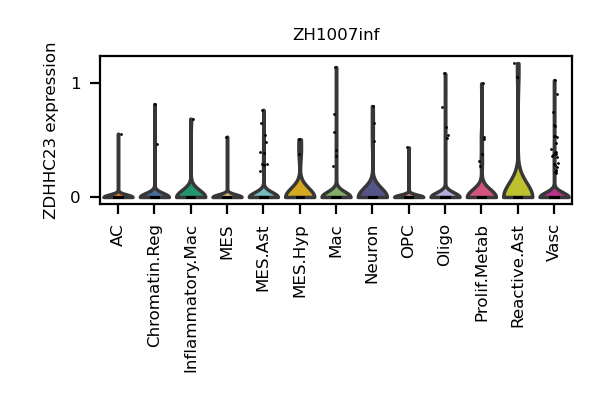 ZH1007inf
ZDHHC23 expression
1
0
AC
Chromatin.Reg
Inflammatory.Mac
MES
MES.Ast
MES.Hyp
Mac
Neuron
OPC
Oligo
Prolif.Metab
Reactive.Ast
Vasc